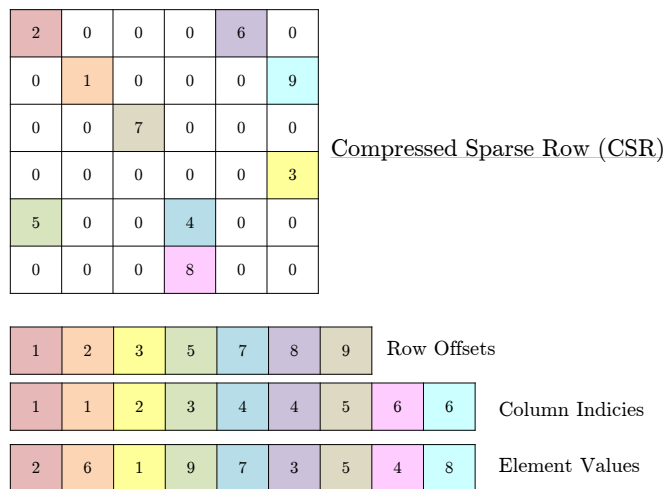 2 0 0 0 6 0
0 1 0 0 0 9
0 0 7 0 0 0
Compressed Sparse Row (CSR)
0 0 0 0 0 3
5 0 0 4 0 0
0 0 0 8 0 0
1 2 3 5 7 8 9 Row Offsets
1 1 2 3 4 4 5 6 6 Column Indicies
2 6 1 9 7 3 5 4 8 Element Values